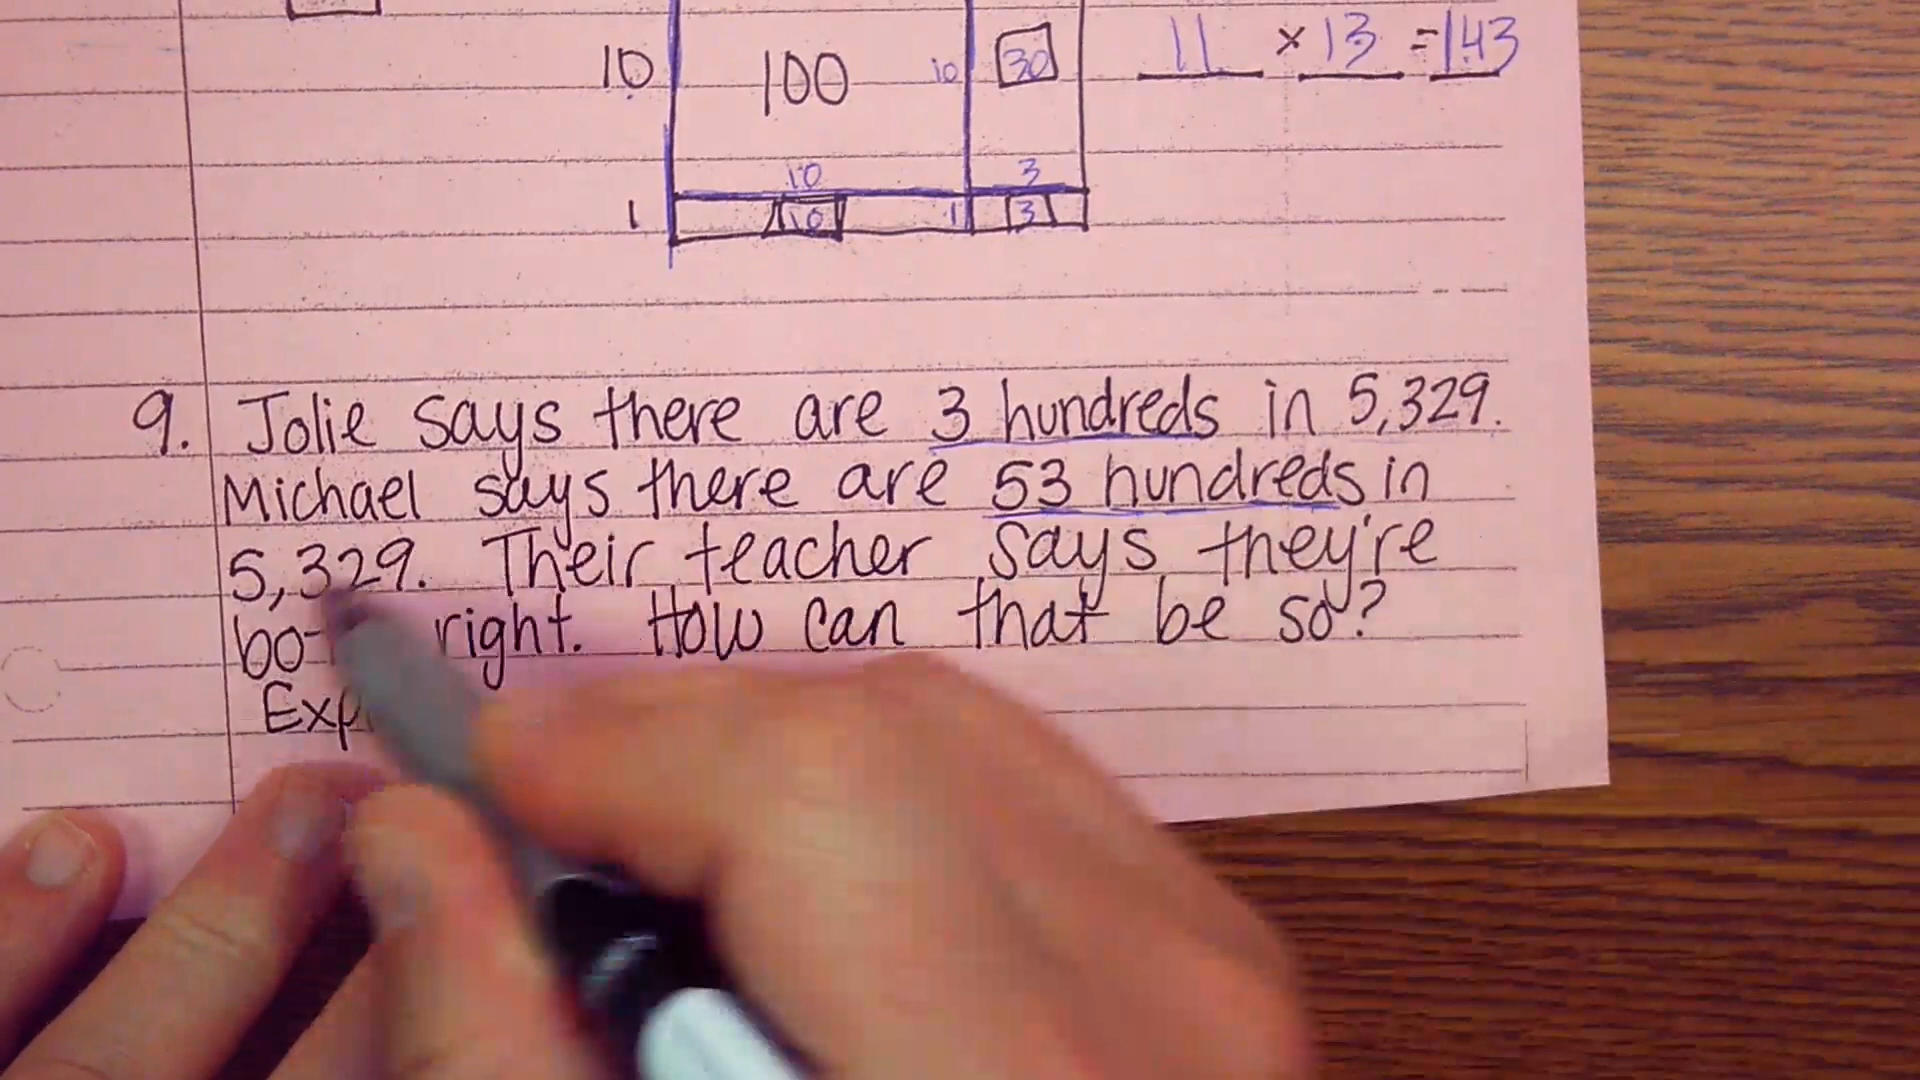 10 100 10 30 11 × 13 = 143
10 3
1 10 1 3
9. Jolie says there are 3 hundreds in 5,329.
Michael says there are 53 hundreds in
5,329. Their teacher says they're
right. How can that be so?